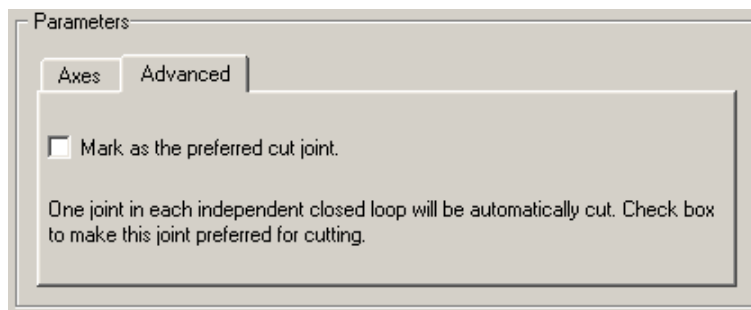 Parameters
Axes Advanced
Mark as the preferred cut joint.
One joint in each independent closed loop will be automatically cut. Check box
to make this joint preferred for cutting.